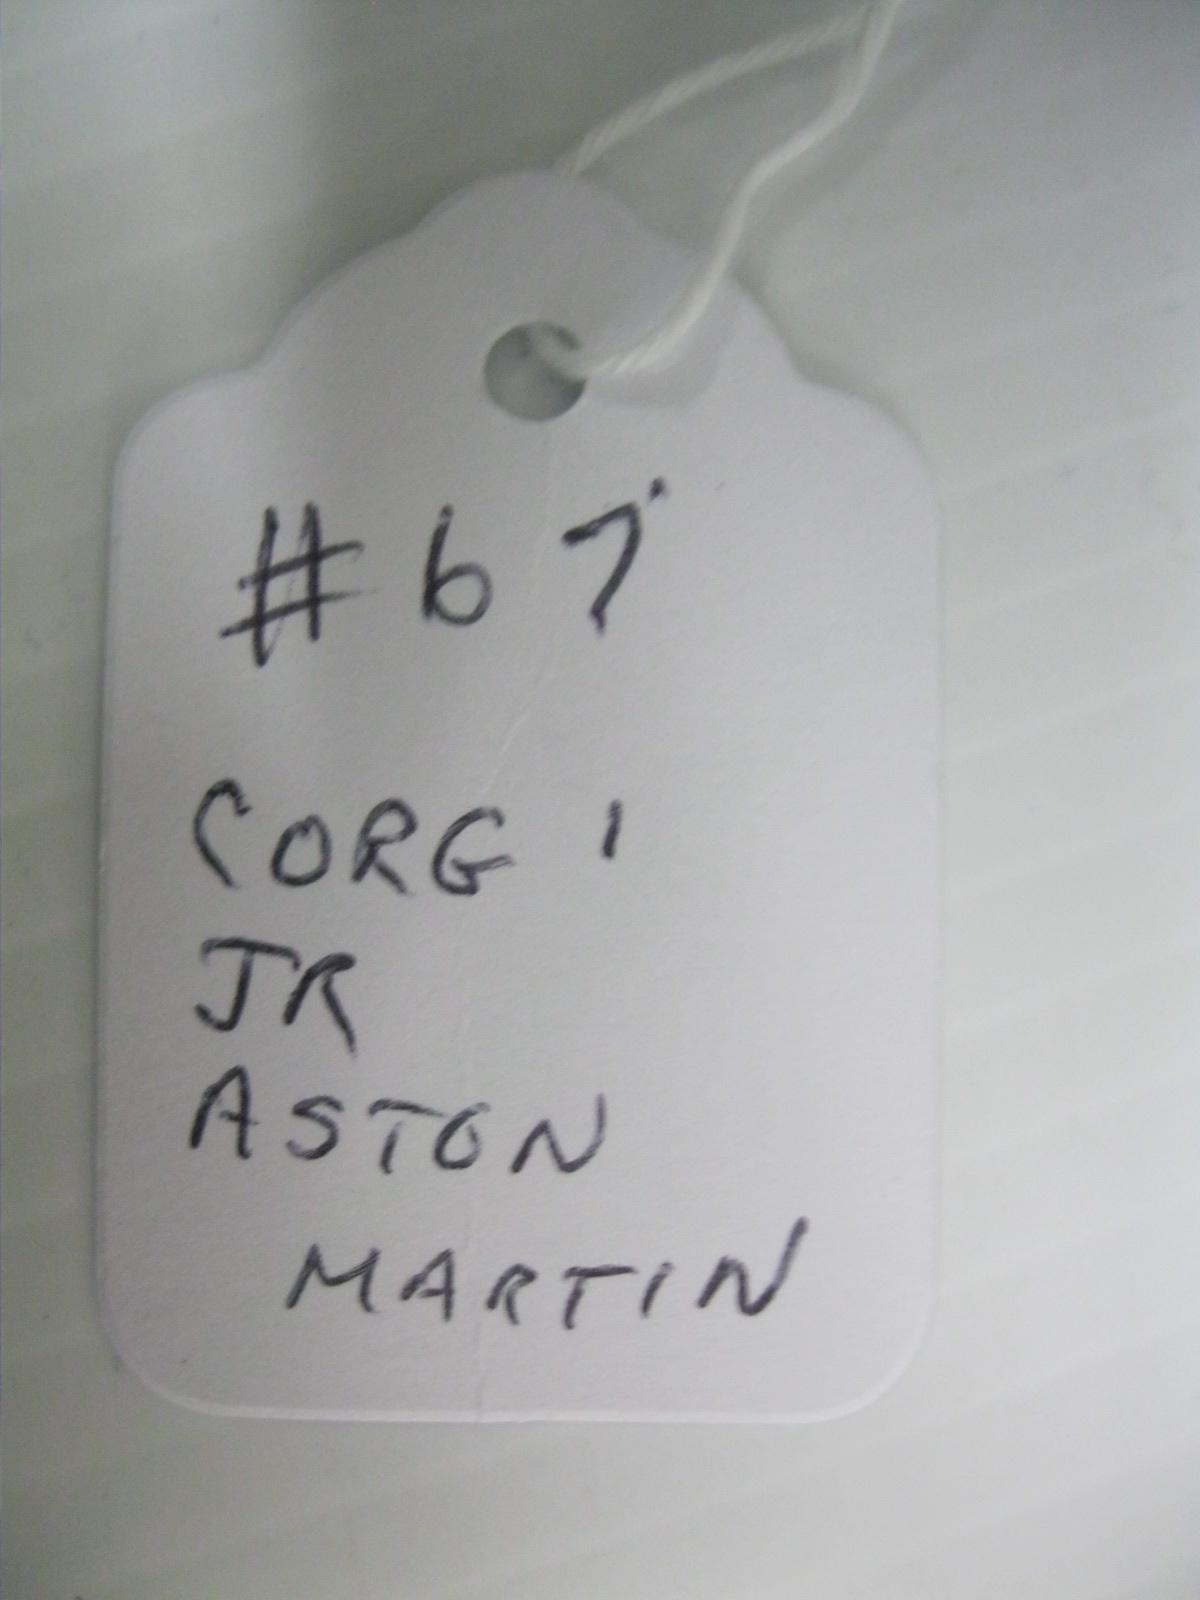 #67
CORGI
JR
ASTON
MARTIN